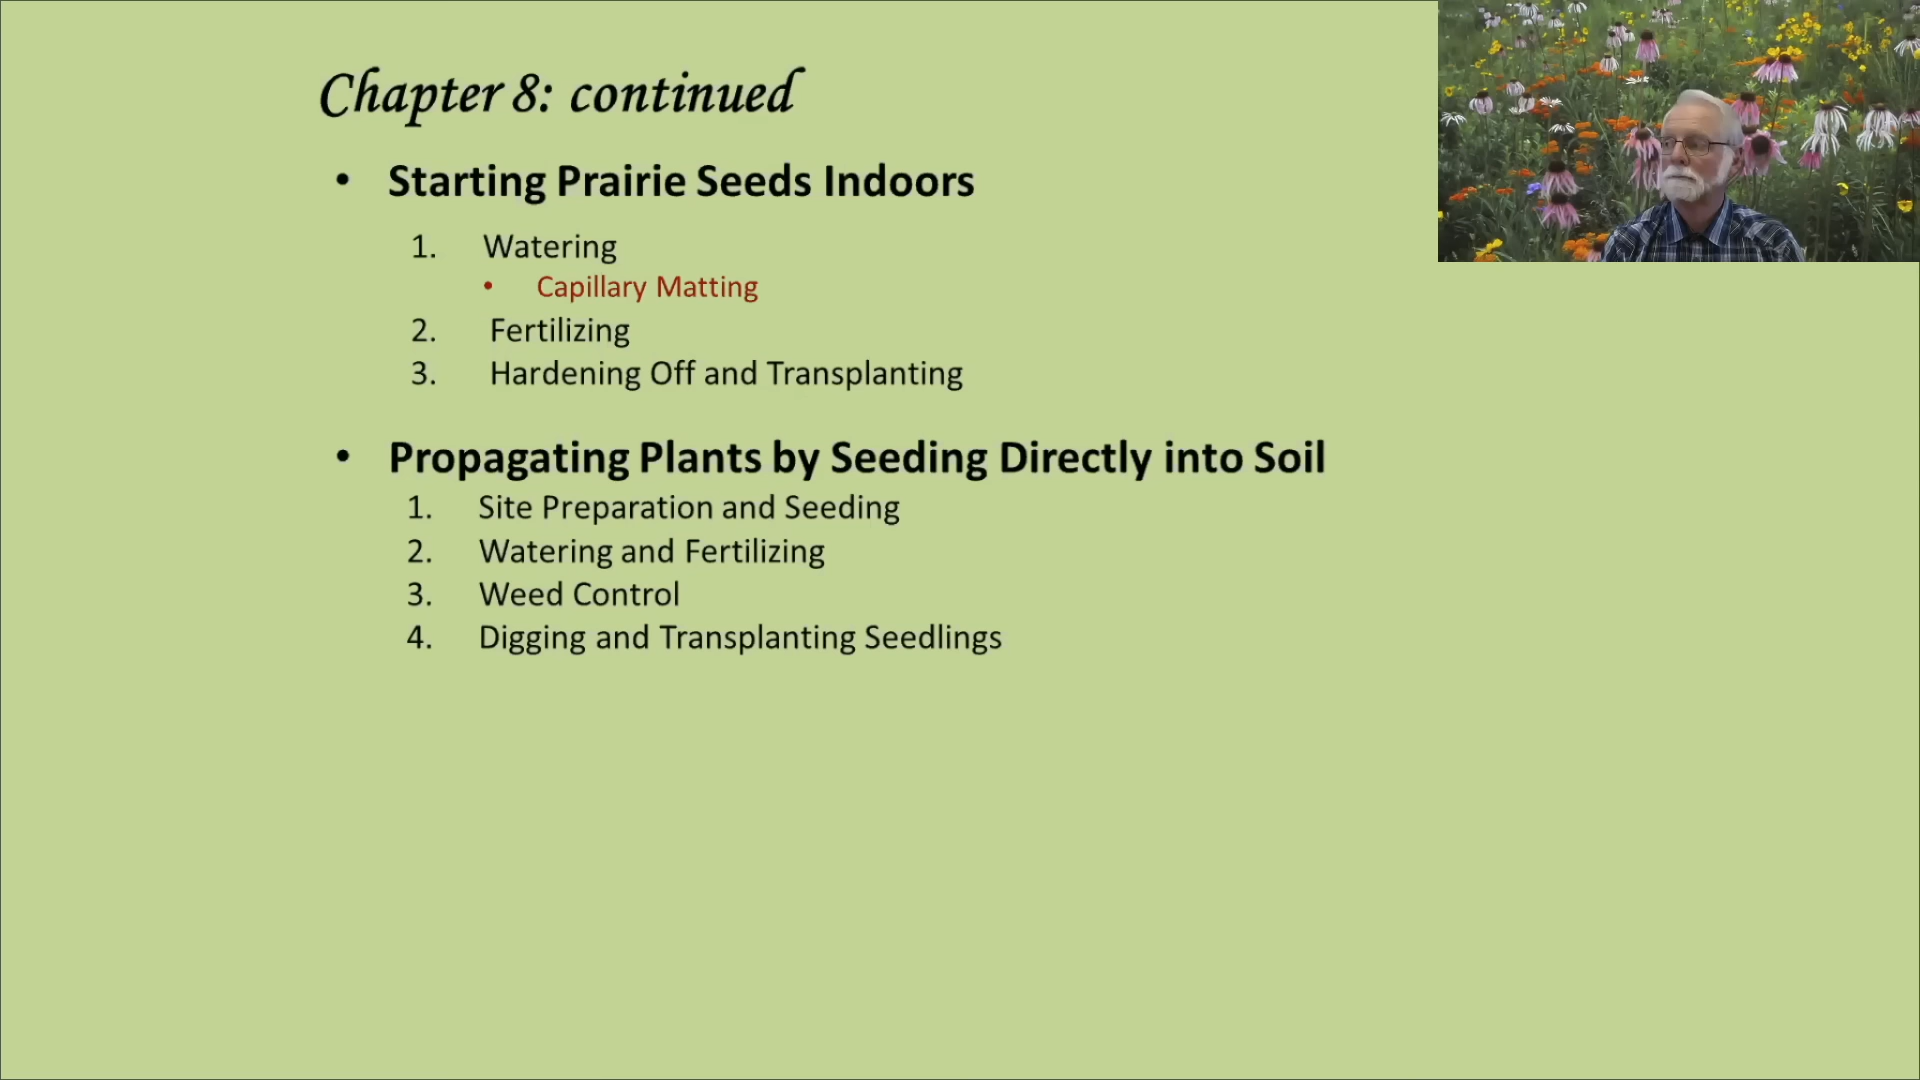 Chapter 8: continued
• Starting Prairie Seeds Indoors
1. Watering
• Capillary Matting
2. Fertilizing
3. Hardening Off and Transplanting
• Propagating Plants by Seeding Directly into Soil
1. Site Preparation and Seeding
2. Watering and Fertilizing
3. Weed Control
4. Digging and Transplanting Seedlings